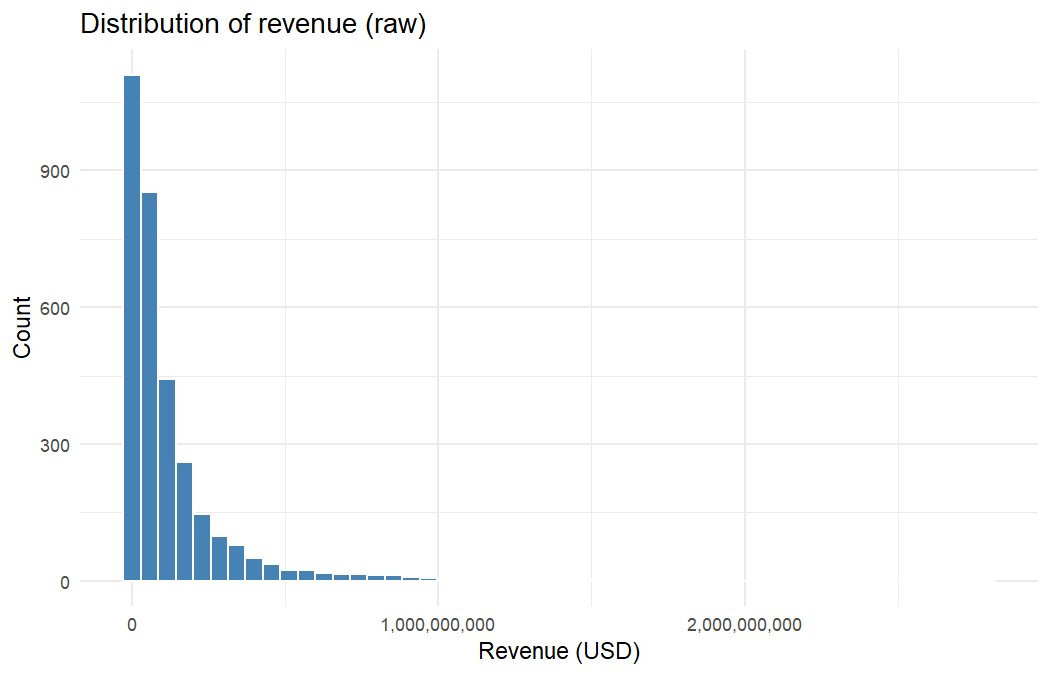 Distribution of revenue (raw)
Count
900
600
300
0
0 1,000,000,000 2,000,000,000
Revenue (USD)